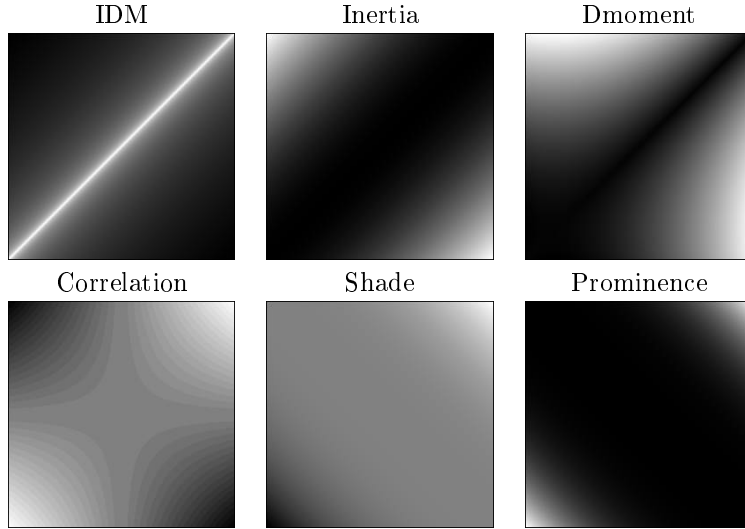 IDM
Inertia
Dmoment
Correlation
Shade
Prominence